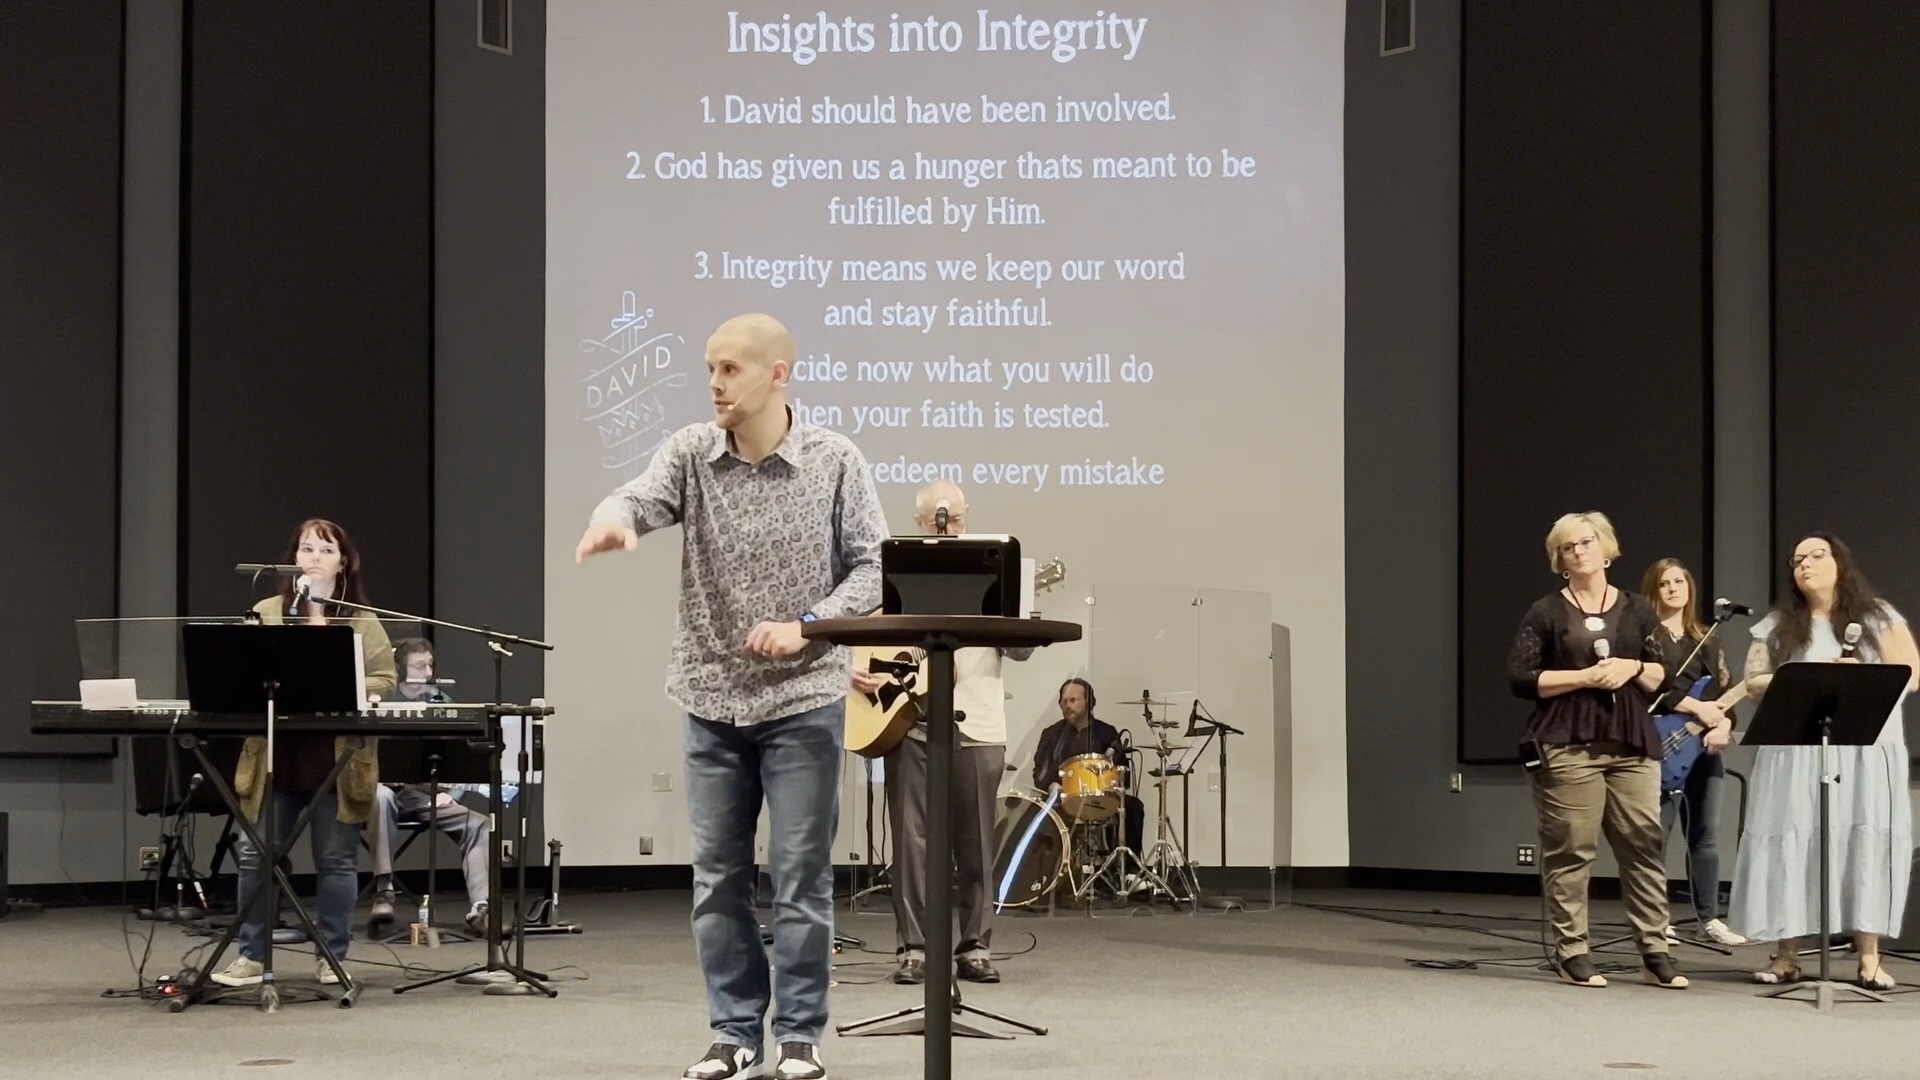 Insights into Integrity
1. David should have been involved.
2. God has given us a hunger thats meant to be
fulfilled by Him.
3. Integrity means we keep our word
and stay faithful.
cide now what you will do
hen your faith is tested.
redeem every mistake
DAVID
KURZWEIL PC88